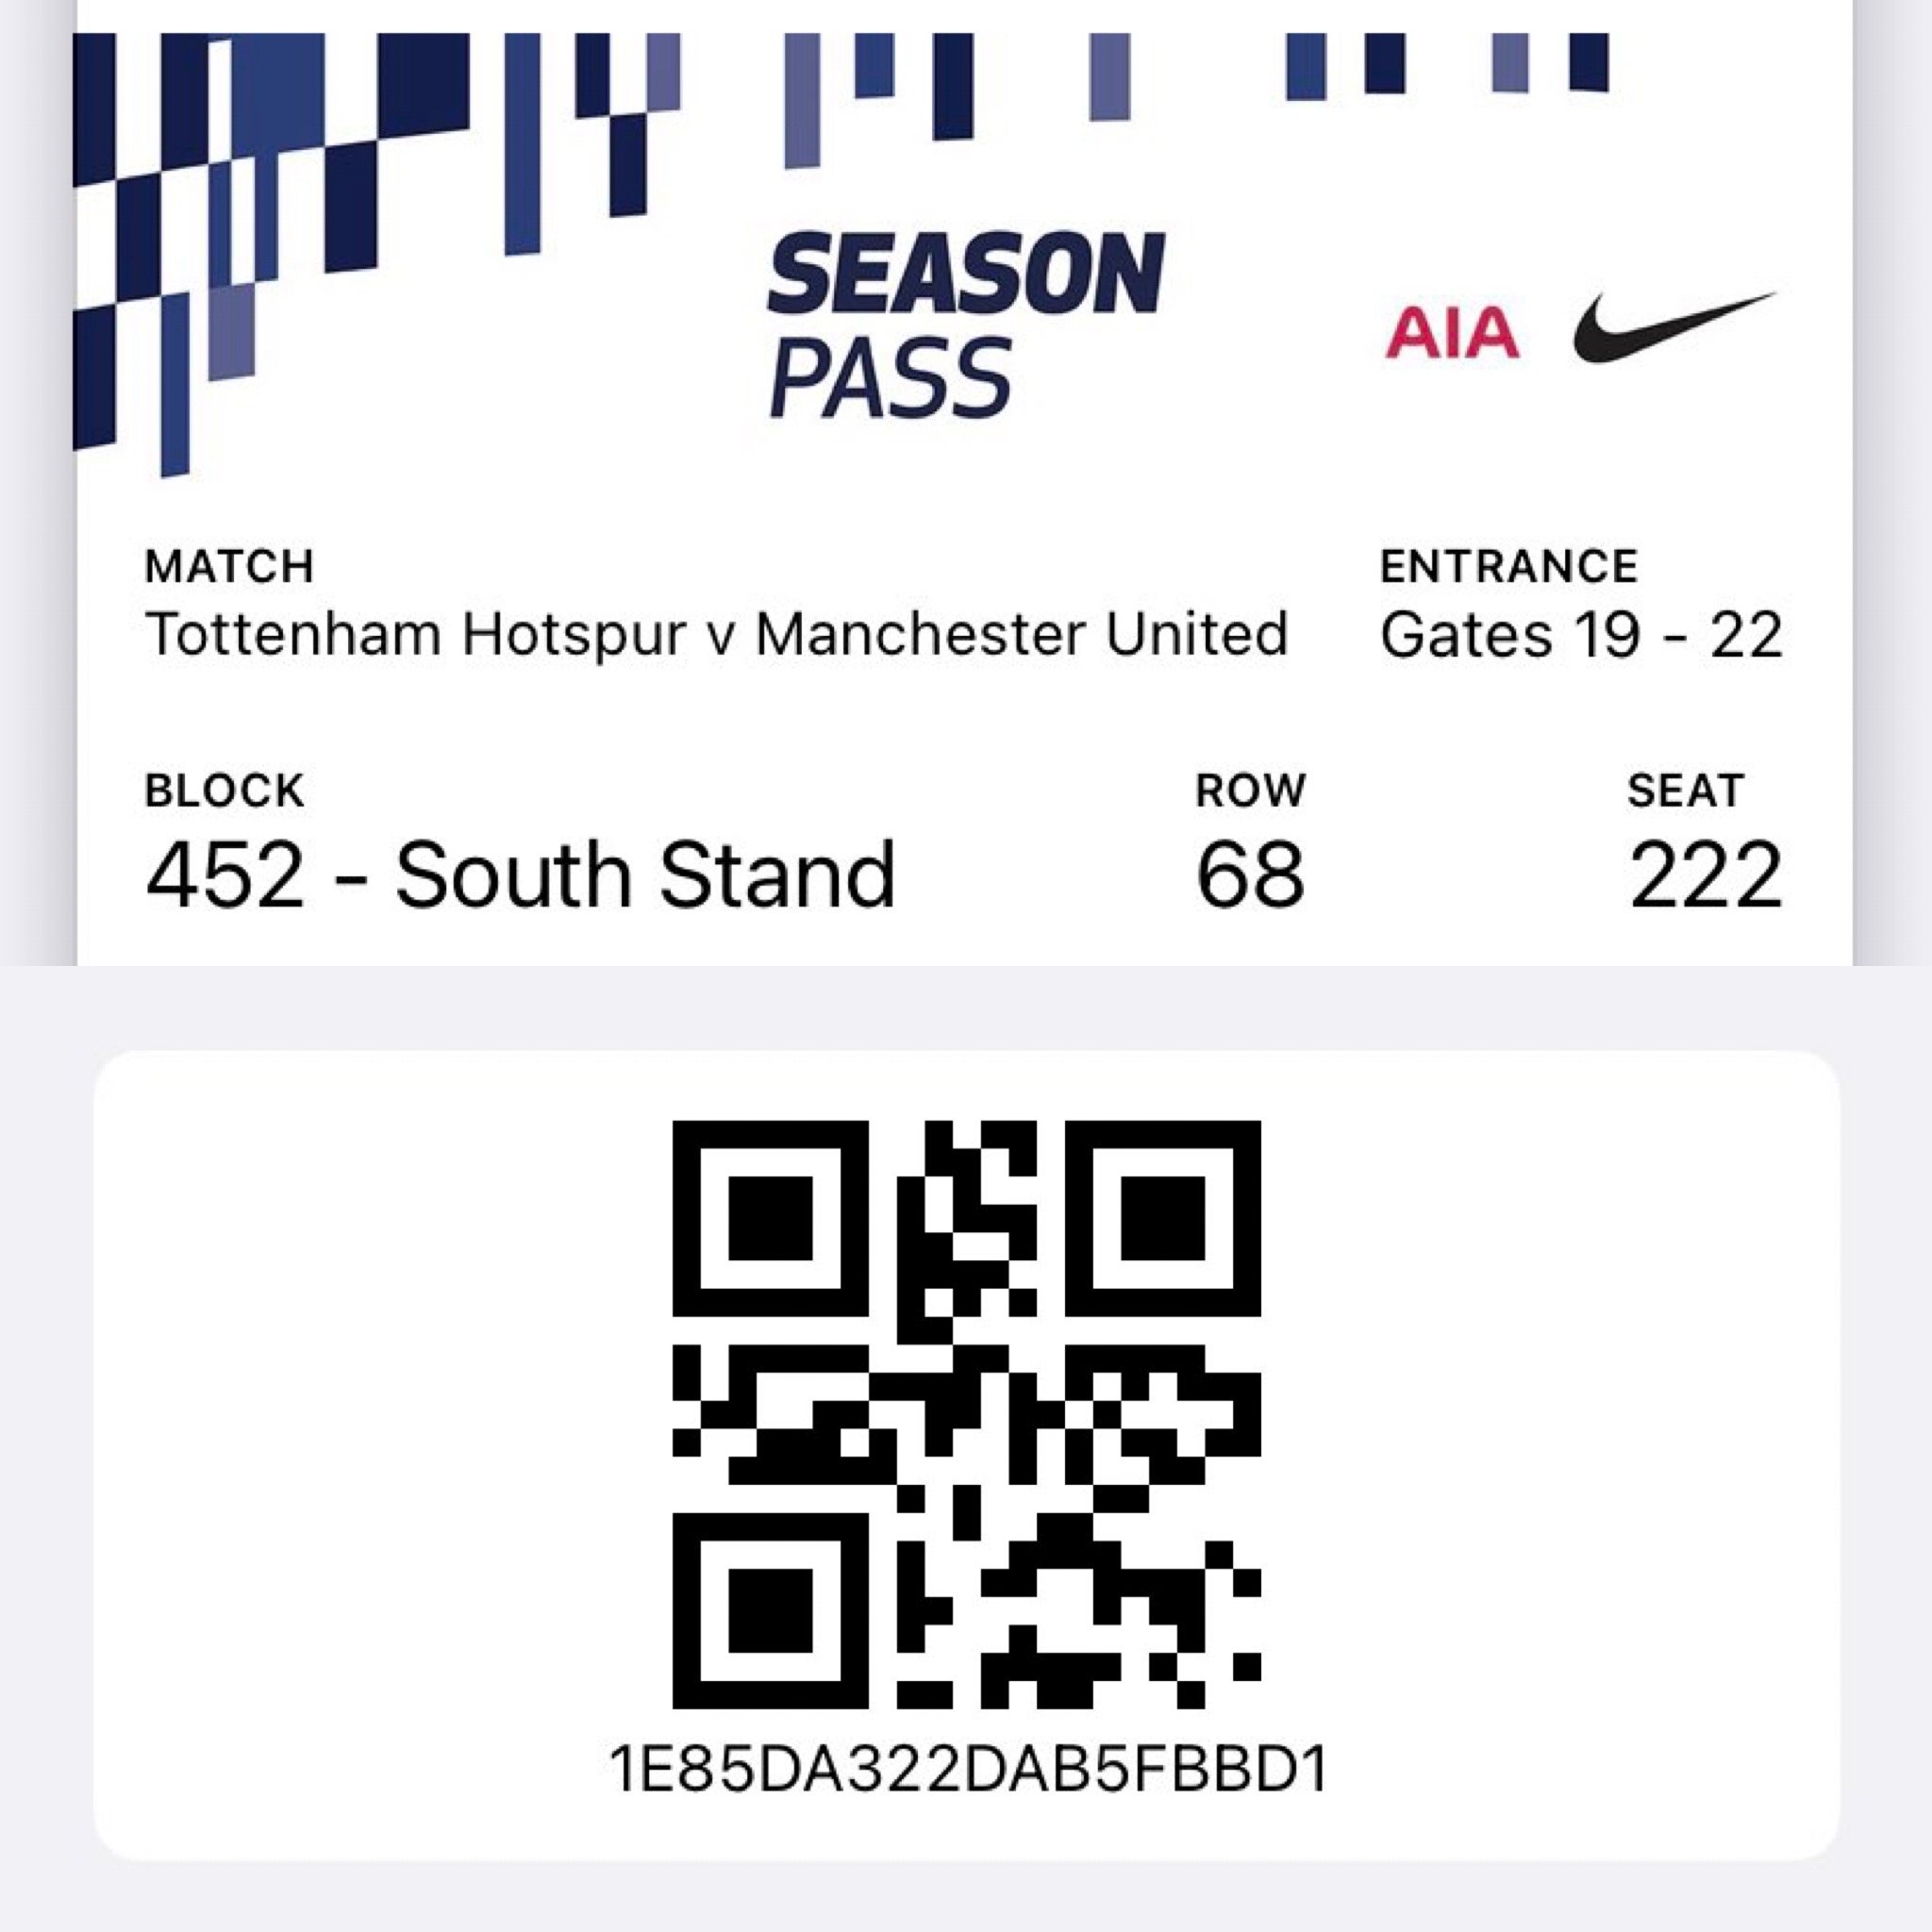 SEASON
PASS
AIA
MATCH
ENTRANCE
Tottenham Hotspur v Manchester United
Gates 19 - 22
BLOCK
ROW
SEAT
452 - South Stand
68
222
1E85DA322DAB5FBBD1